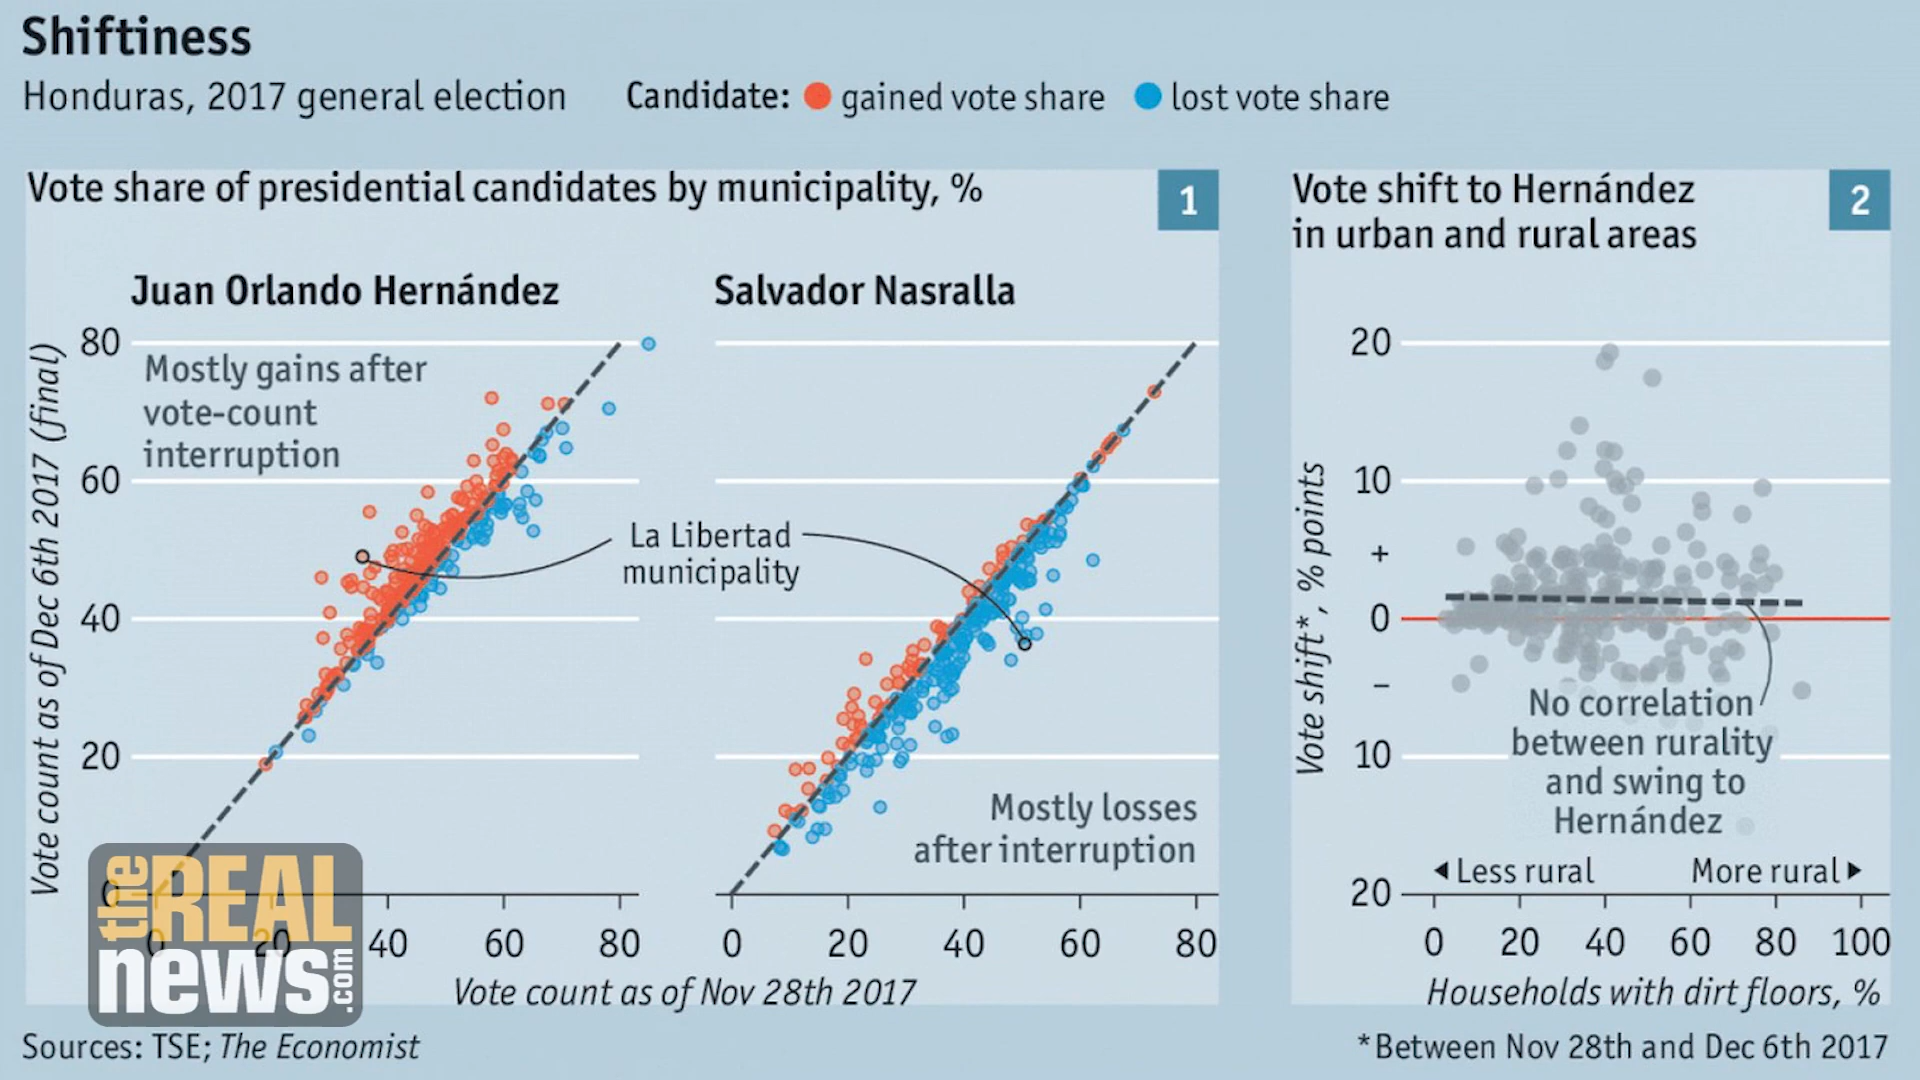 Shiftiness
Honduras, 2017 general election
Candidate: gained vote share lost vote share
Vote share of presidential candidates by municipality, %
1
Juan Orlando Hernández
Salvador Nasralla
Vote count as of Dec 6th 2017 (final)
80
60
40
20
0
Mostly gains after
vote-count
interruption
La Libertad
municipality
Mostly losses
after interruption
0 20 40 60 80
0 20 40 60 80
Vote count as of Nov 28th 2017
Vote shift to Hernández
in urban and rural areas
2
Vote shift*, % points
20
10
+
0
–
10
20
No correlation
between rurality
and swing to
Hernández
Less rural More rural
0 20 40 60 80 100
Households with dirt floors, %
Sources: TSE; The Economist
*Between Nov 28th and Dec 6th 2017
the REAL
news.com